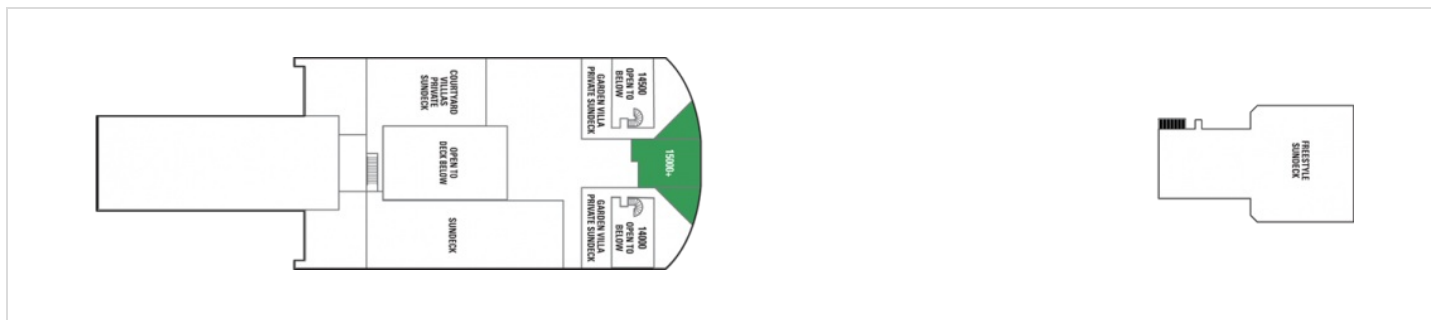 COURTYARD
VILLLAS
PRIVATE
SUNDECK
OPEN TO
DECK BELOW
SUNDECK
GARDEN VILLA
PRIVATE SUNDECK
14500
OPEN TO
BELOW
15000+
GARDEN VILLA
PRIVATE SUNDECK
14000
OPEN TO
BELOW
FREESTYLE
SUNDECK